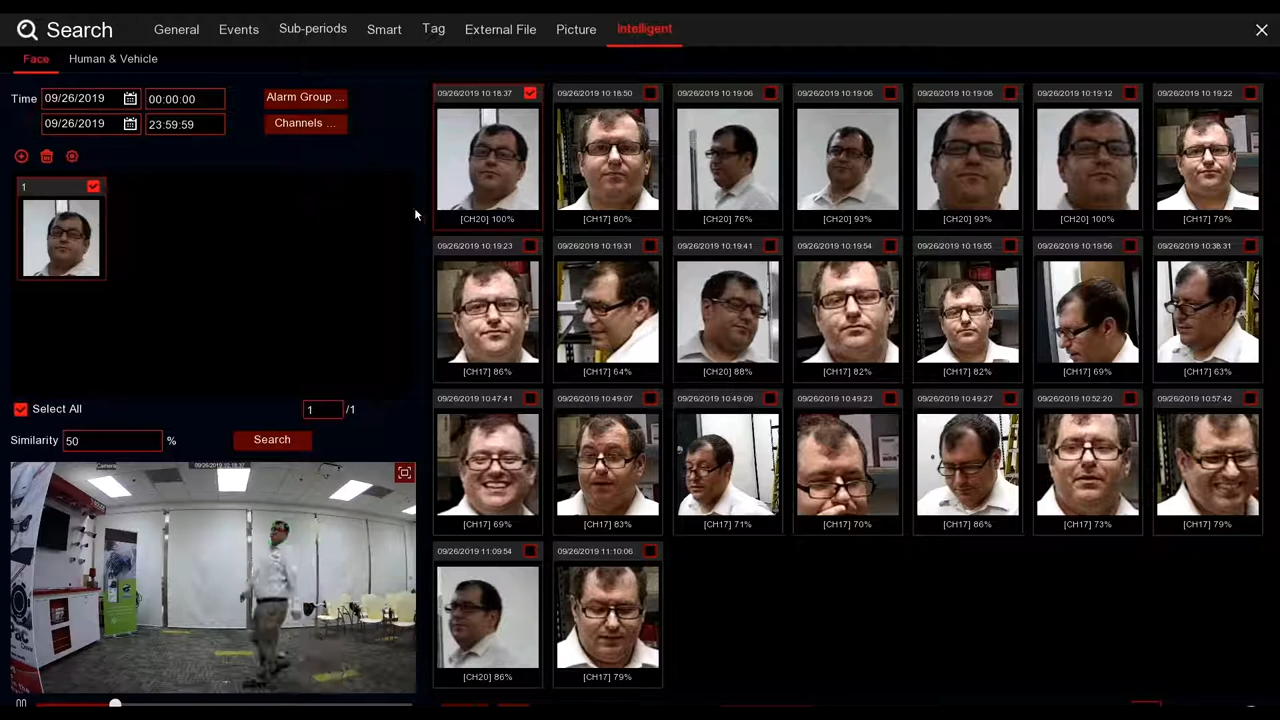 Search General Events Sub-periods Smart Tag External File Picture Intelligent
Face Human & Vehicle
Time 09/26/2019 00:00:00 Alarm Group ...
09/26/2019 23:59:59 Channels ...
1
Select All 1 /1
Similarity 50 % Search
Camera 09/26/2019 10:18:37
09/26/2019 10:18:37 09/26/2019 10:18:50 09/26/2019 10:19:06 09/26/2019 10:19:06 09/26/2019 10:19:08 09/26/2019 10:19:12 09/26/2019 10:19:22
[CH20] 100% [CH17] 80% [CH20] 76% [CH20] 93% [CH20] 93% [CH20] 100% [CH17] 79%
09/26/2019 10:19:23 09/26/2019 10:19:31 09/26/2019 10:19:41 09/26/2019 10:19:54 09/26/2019 10:19:55 09/26/2019 10:19:56 09/26/2019 10:38:31
[CH17] 86% [CH17] 64% [CH20] 88% [CH17] 82% [CH17] 82% [CH17] 69% [CH17] 63%
09/26/2019 10:47:41 09/26/2019 10:49:07 09/26/2019 10:49:09 09/26/2019 10:49:23 09/26/2019 10:49:27 09/26/2019 10:52:20 09/26/2019 10:57:42
[CH17] 69% [CH17] 83% [CH17] 71% [CH17] 70% [CH17] 86% [CH17] 73% [CH17] 79%
09/26/2019 11:09:54 09/26/2019 11:10:06
[CH20] 86% [CH17] 79%